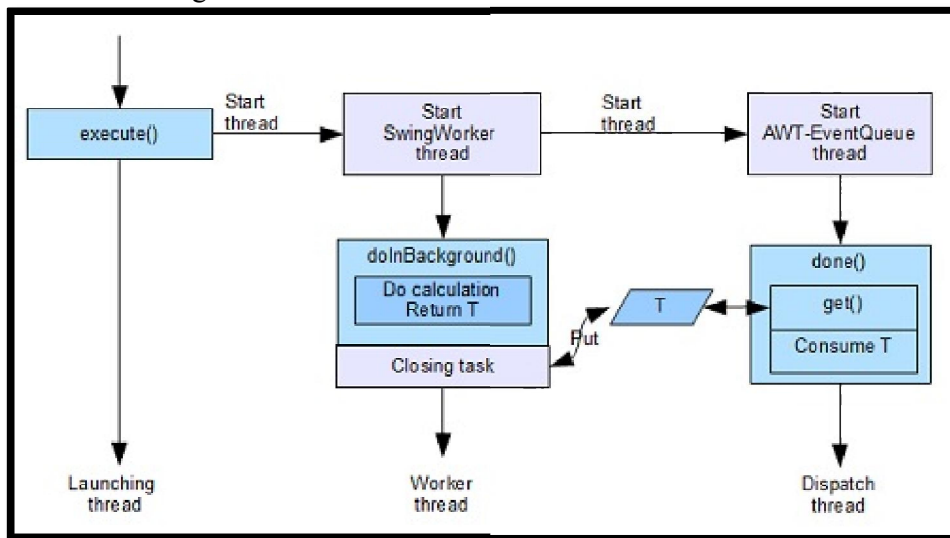 execute()
Start
thread
Start
SwingWorker
thread
Start
thread
Start
AWT-EventQueue
thread
doInBackground()
Do calculation
Return T
Closing task
Put
T
done()
get()
Consume T
Launching
thread
Worker
thread
Dispatch
thread